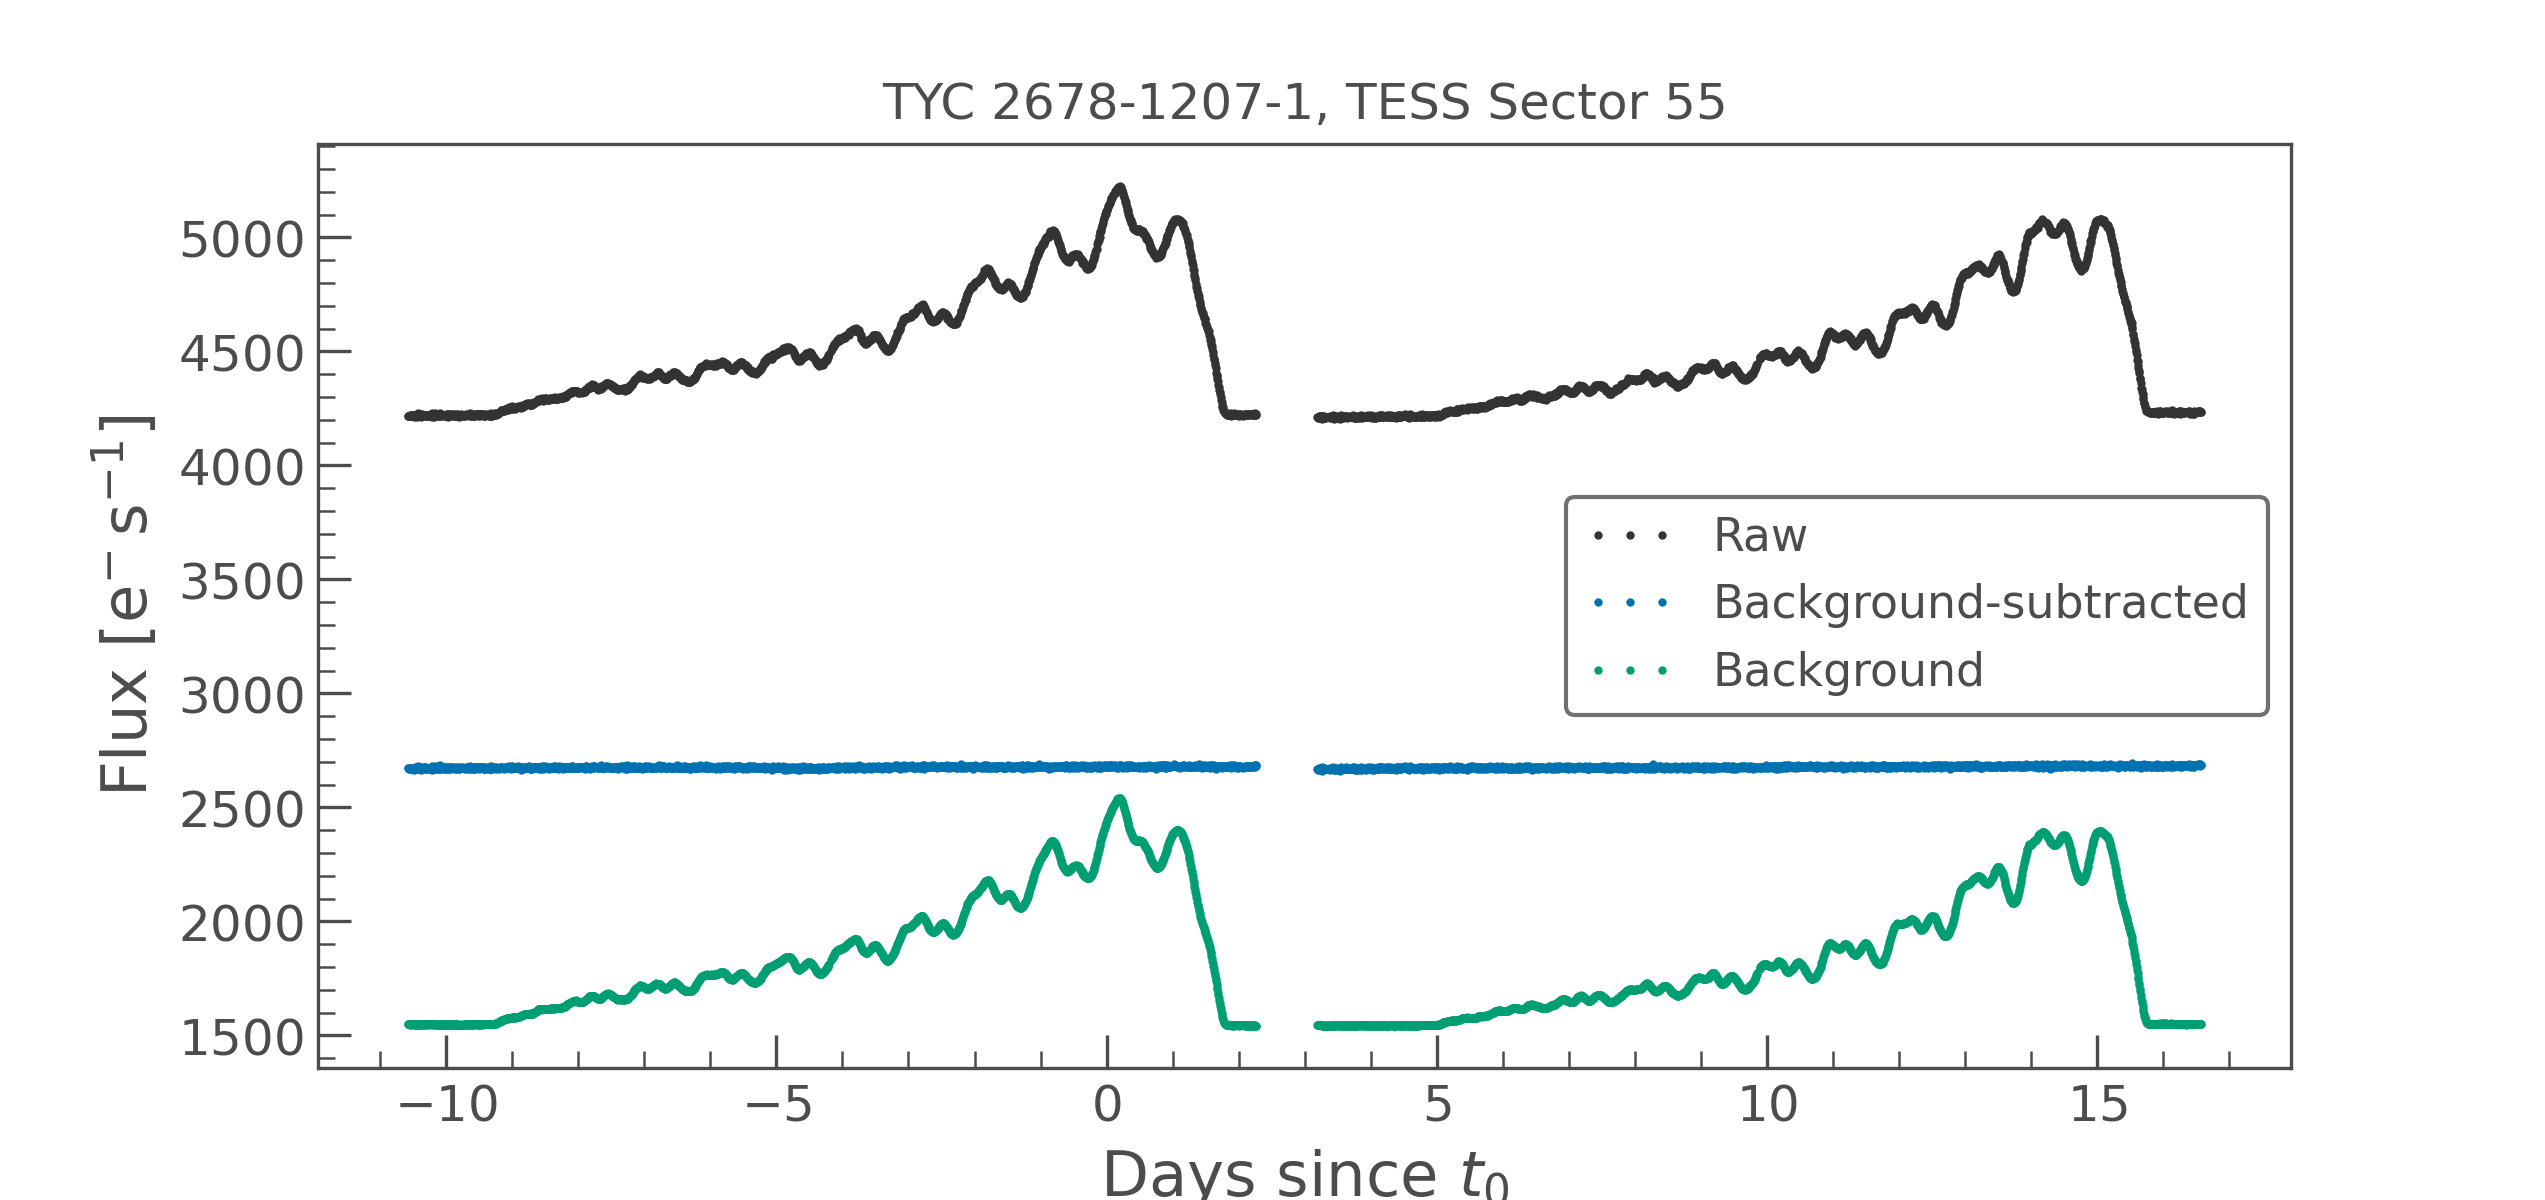 TYC 2678-1207-1, TESS Sector 55
Flux [e⁻ s⁻¹]
5000
4500
4000
3500
3000
2500
2000
1500
Raw
Background-subtracted
Background
−10 −5 0 5 10 15
Days since t₀